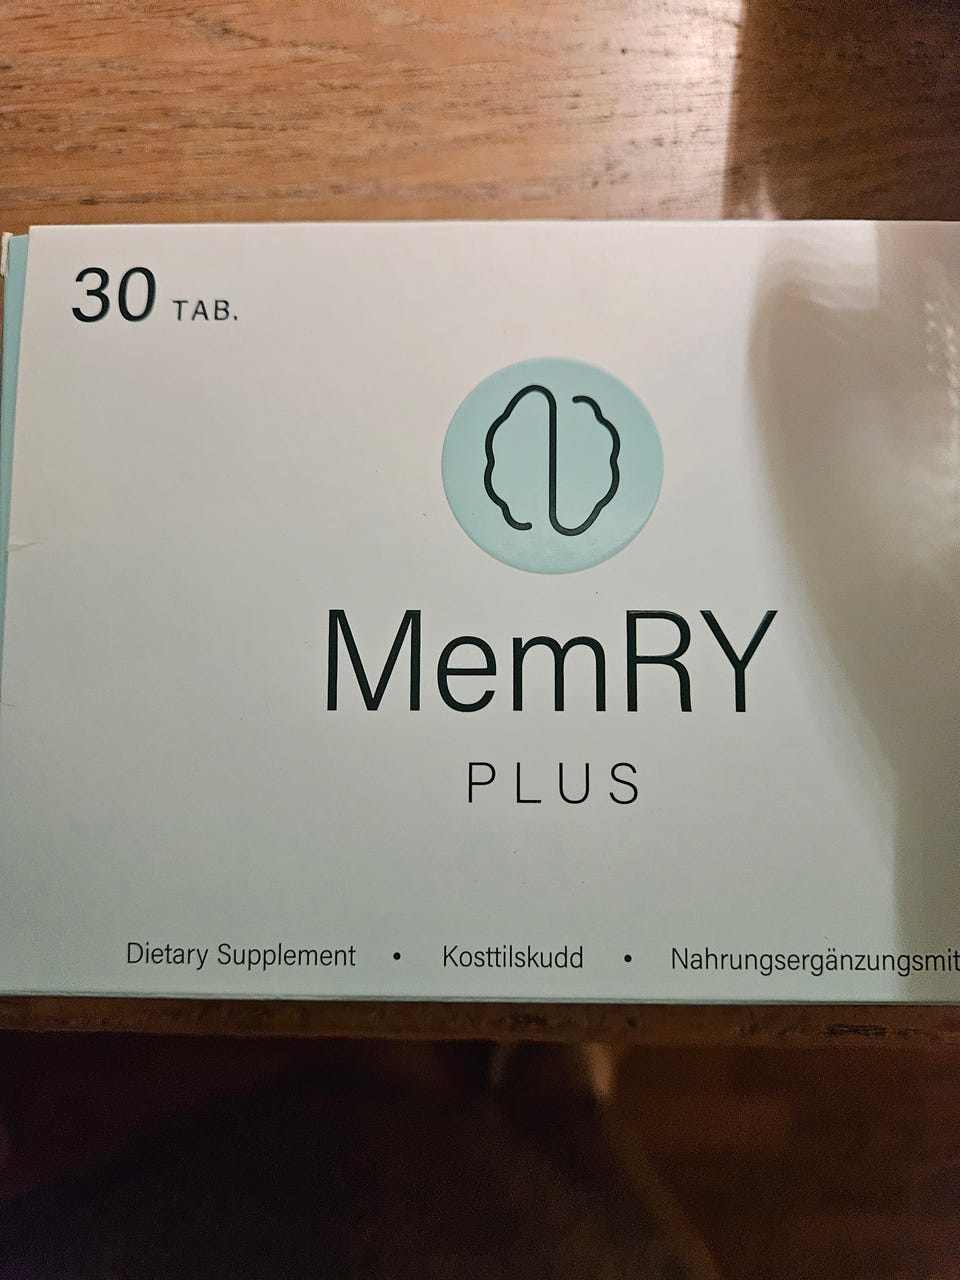 30 TAB.
MemRY
PLUS
Dietary Supplement • Kosttilskudd • Nahrungsergänzungsmit